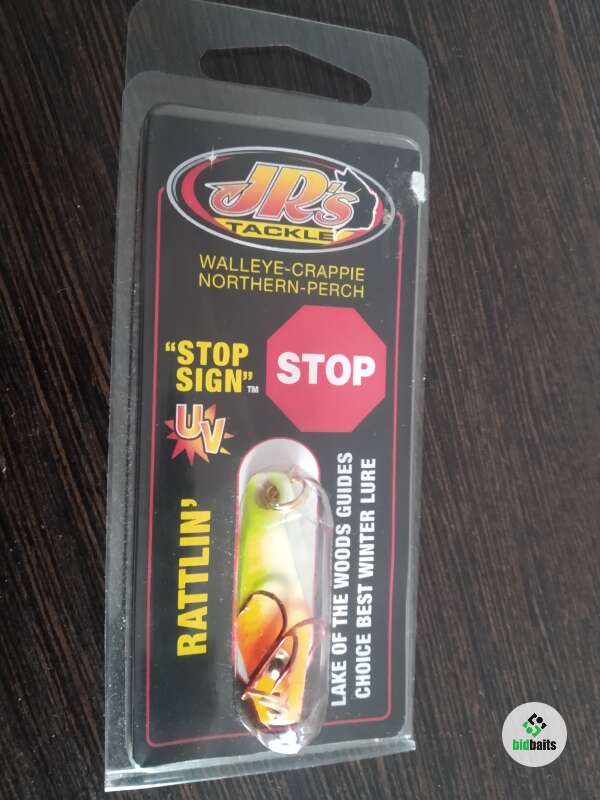 JR's
TACKLE
WALLEYE-CRAPPIE
NORTHERN-PERCH
"STOP
SIGN"™
STOP
UV
RATTLIN'
LAKE OF THE WOODS GUIDES
CHOICE BEST WINTER LURE
bidbaits